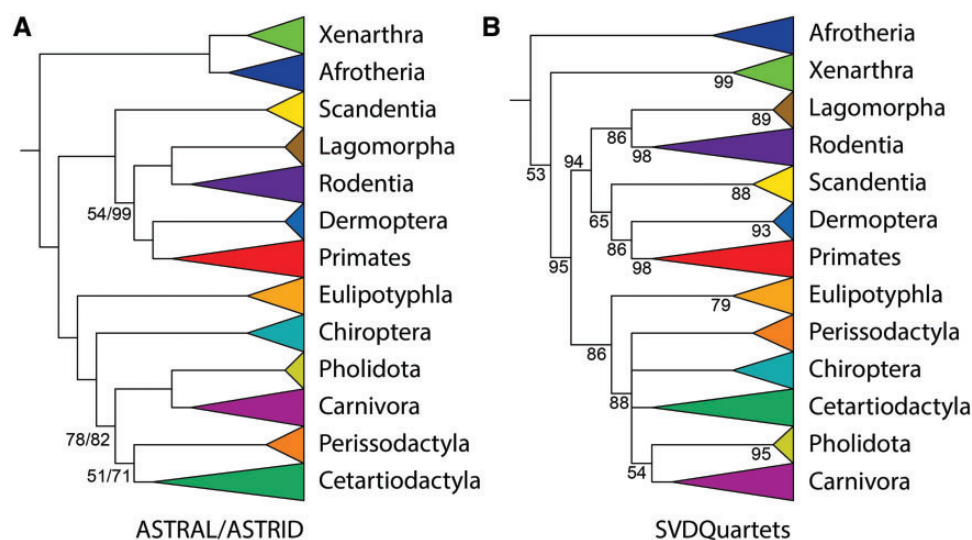 A
Xenarthra
Afrotheria
Scandentia
Lagomorpha
Rodentia
54/99
Dermoptera
Primates
Eulipotyphla
Chiroptera
Pholidota
Carnivora
78/82
Perissodactyla
51/71
Cetartiodactyla
ASTRAL/ASTRID
B
Afrotheria
Xenarthra
99
Lagomorpha
89
86
Rodentia
98
94
53
Scandentia
88
65
Dermoptera
93
86
Primates
98
95
Eulipotyphla
79
Perissodactyla
86
Chiroptera
Cetartiodactyla
88
Pholidota
95
54
Carnivora
SVDQuartets